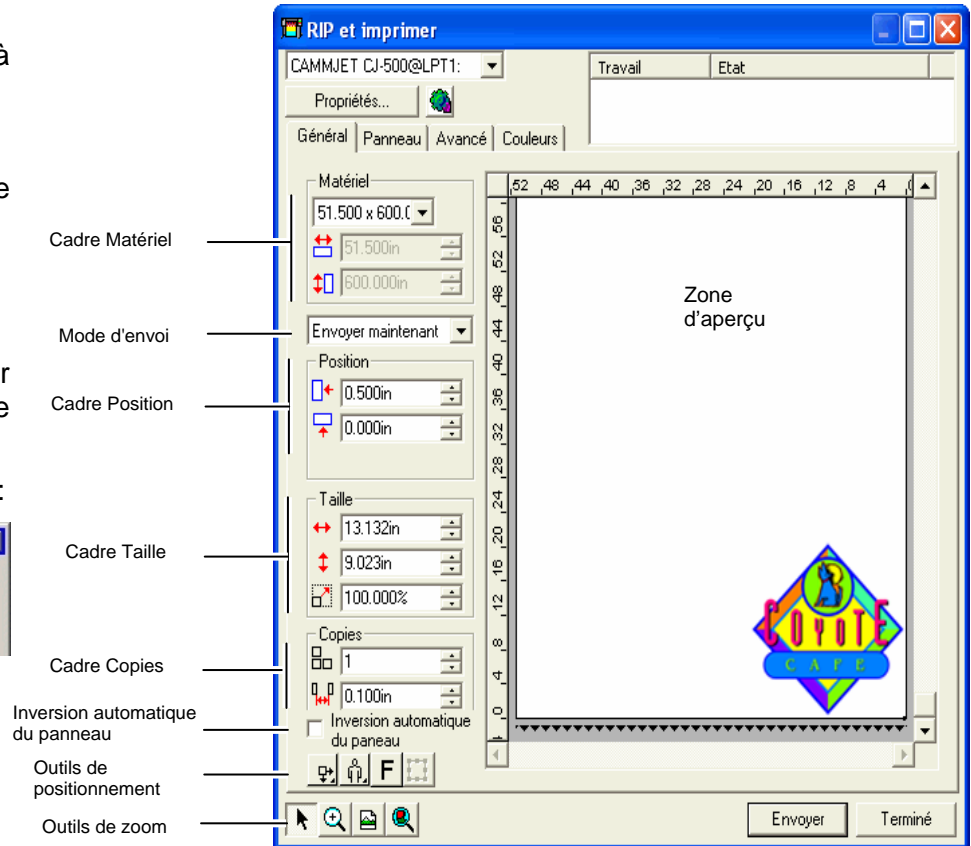 à
e
r
e
:
Cadre Matériel
Mode d'envoi
Cadre Position
Cadre Taille
Cadre Copies
Inversion automatique
du panneau
Outils de
positionnement
Outils de zoom
RIP et imprimer
CAMMJET CJ-500@LPT1:
Travail Etat
Propriétés...
Général Panneau Avancé Couleurs
Matériel
51.500 x 600.0
51.500in
600.000in
Envoyer maintenant
Position
0.500in
0.000in
Taille
13.132in
9.023in
100.000%
Copies
1
0.100in
Inversion automatique
du paneau
F
52 48 44 40 36 32 28 24 20 16 12 8 4
56
52
48
44
40
36
32
28
24
20
16
12
8
4
0
Zone
d'aperçu
COYOTE
CAFE
Envoyer Terminé